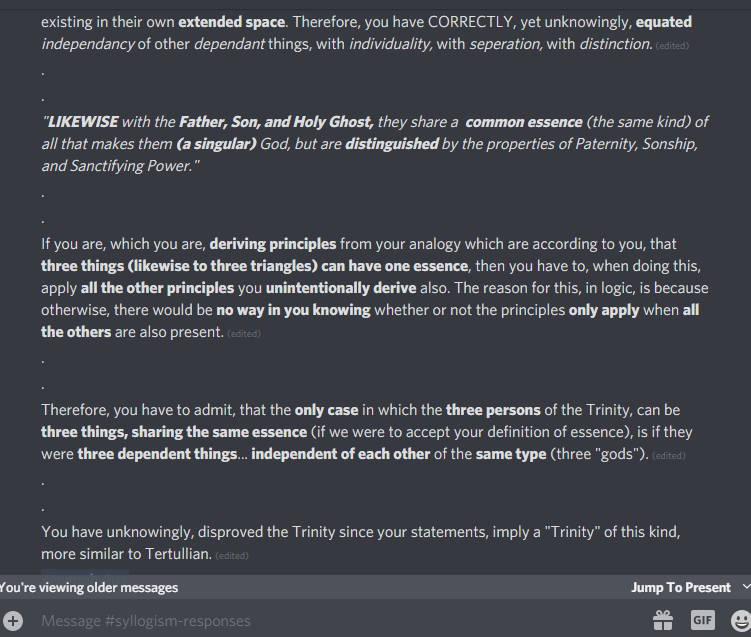 existing in their own extended space. Therefore, you have CORRECTLY, yet unknowingly, equated
independancy of other dependant things, with individuality, with seperation, with distinction. (edited)
.
.
"LIKEWISE with the Father, Son, and Holy Ghost, they share a common essence (the same kind) of
all that makes them (a singular) God, but are distinguished by the properties of Paternity, Sonship,
and Sanctifying Power."
.
.
If you are, which you are, deriving principles from your analogy which are according to you, that
three things (likewise to three triangles) can have one essence, then you have to, when doing this,
apply all the other principles you unintentionally derive also. The reason for this, in logic, is because
otherwise, there would be no way in you knowing whether or not the principles only apply when all
the others are also present. (edited)
.
.
Therefore, you have to admit, that the only case in which the three persons of the Trinity, can be
three things, sharing the same essence (if we were to accept your definition of essence), is if they
were three dependent things... independent of each other of the same type (three "gods"). (edited)
.
.
You have unknowingly, disproved the Trinity since your statements, imply a "Trinity" of this kind,
more similar to Tertullian. (edited)
You're viewing older messages
Jump To Present
Message #syllogism-responses
GIF